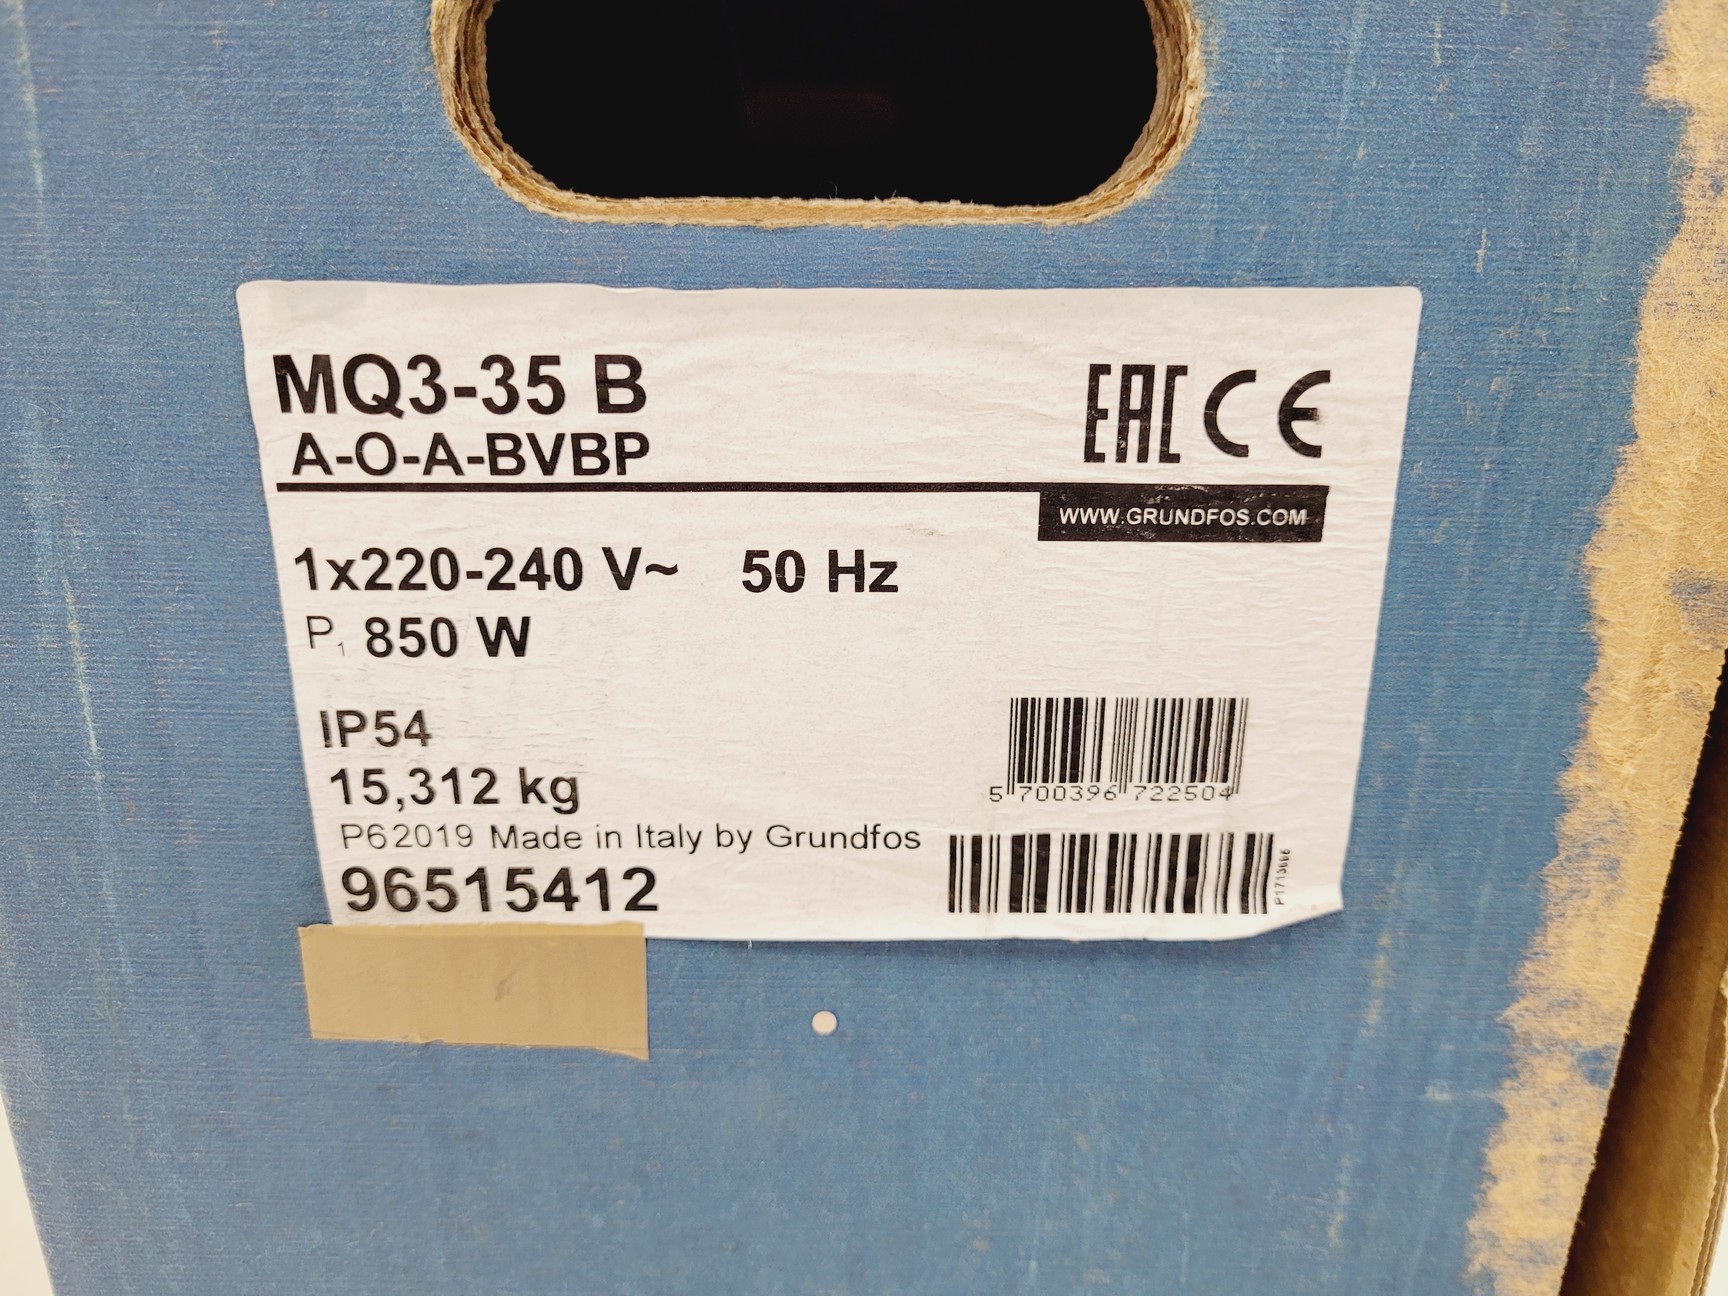 MQ3-35 B
A-O-A-BVBP
EAC CE
WWW.GRUNDFOS.COM
1x220-240 V~ 50 Hz
P1 850 W
IP54
15,312 kg
P62019 Made in Italy by Grundfos
96515412
5 700396 722504
P1713696